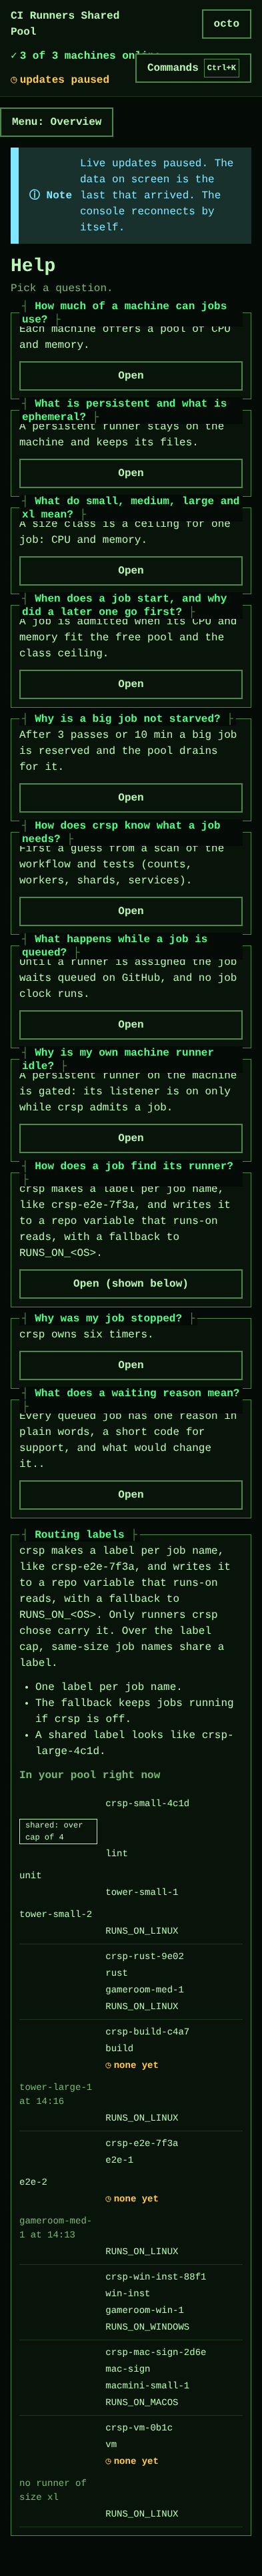 CI Runners Shared
Pool
octo
✓ 3 of 3 machines
◷ updates paused
Commands Ctrl+K
Menu: Overview
ⓘ Note
Live updates paused. The
data on screen is the
last that arrived. The
console reconnects by
itself.
Help
Pick a question.
┤ How much of a machine can jobs
use? ├
Each machine offers a pool of CPU
and memory.
Open
┤ What is persistent and what is
ephemeral? ├
A persistent runner stays on the
machine and keeps its files.
Open
┤ What do small, medium, large and
xl mean? ├
A size class is a ceiling for one
job: CPU and memory.
Open
┤ When does a job start, and why
did a later one go first? ├
A job is admitted when its CPU and
memory fit the free pool and the
class ceiling.
Open
┤ Why is a big job not starved? ├
After 3 passes or 10 min a big job
is reserved and the pool drains
for it.
Open
┤ How does crsp know what a job
needs? ├
First a guess from a scan of the
workflow and tests (counts,
workers, shards, services).
Open
┤ What happens while a job is
queued? ├
Until a runner is assigned the job
waits queued on GitHub, and no job
clock runs.
Open
┤ Why is my own machine runner
idle? ├
A persistent runner on the machine
is gated: its listener is on only
while crsp admits a job.
Open
┤ How does a job find its runner?
├
crsp makes a label per job name,
like crsp-e2e-7f3a, and writes it
to a repo variable that runs-on
reads, with a fallback to
RUNS_ON_<OS>.
Open (shown below)
┤ Why was my job stopped? ├
crsp owns six timers.
Open
┤ What does a waiting reason mean?
├
Every queued job has one reason in
plain words, a short code for
support, and what would change
it..
Open
┤ Routing labels ├
crsp makes a label per job name,
like crsp-e2e-7f3a, and writes it
to a repo variable that runs-on
reads, with a fallback to
RUNS_ON_<OS>. Only runners crsp
chose carry it. Over the label
cap, same-size job names share a
label.
• One label per job name.
• The fallback keeps jobs running
if crsp is off.
• A shared label looks like crsp-
large-4c1d.
In your pool right now
crsp-small-4c1d
shared: over
cap of 4
lint
unit
tower-small-1
tower-small-2
RUNS_ON_LINUX
crsp-rust-9e02
rust
gameroom-med-1
RUNS_ON_LINUX
crsp-build-c4a7
build
◷ none yet
tower-large-1
at 14:16
RUNS_ON_LINUX
crsp-e2e-7f3a
e2e-1
e2e-2
◷ none yet
gameroom-med-
1 at 14:13
RUNS_ON_LINUX
crsp-win-inst-88f1
win-inst
gameroom-win-1
RUNS_ON_WINDOWS
crsp-mac-sign-2d6e
mac-sign
macmini-small-1
RUNS_ON_MACOS
crsp-vm-0b1c
vm
◷ none yet
no runner of
size xl
RUNS_ON_LINUX